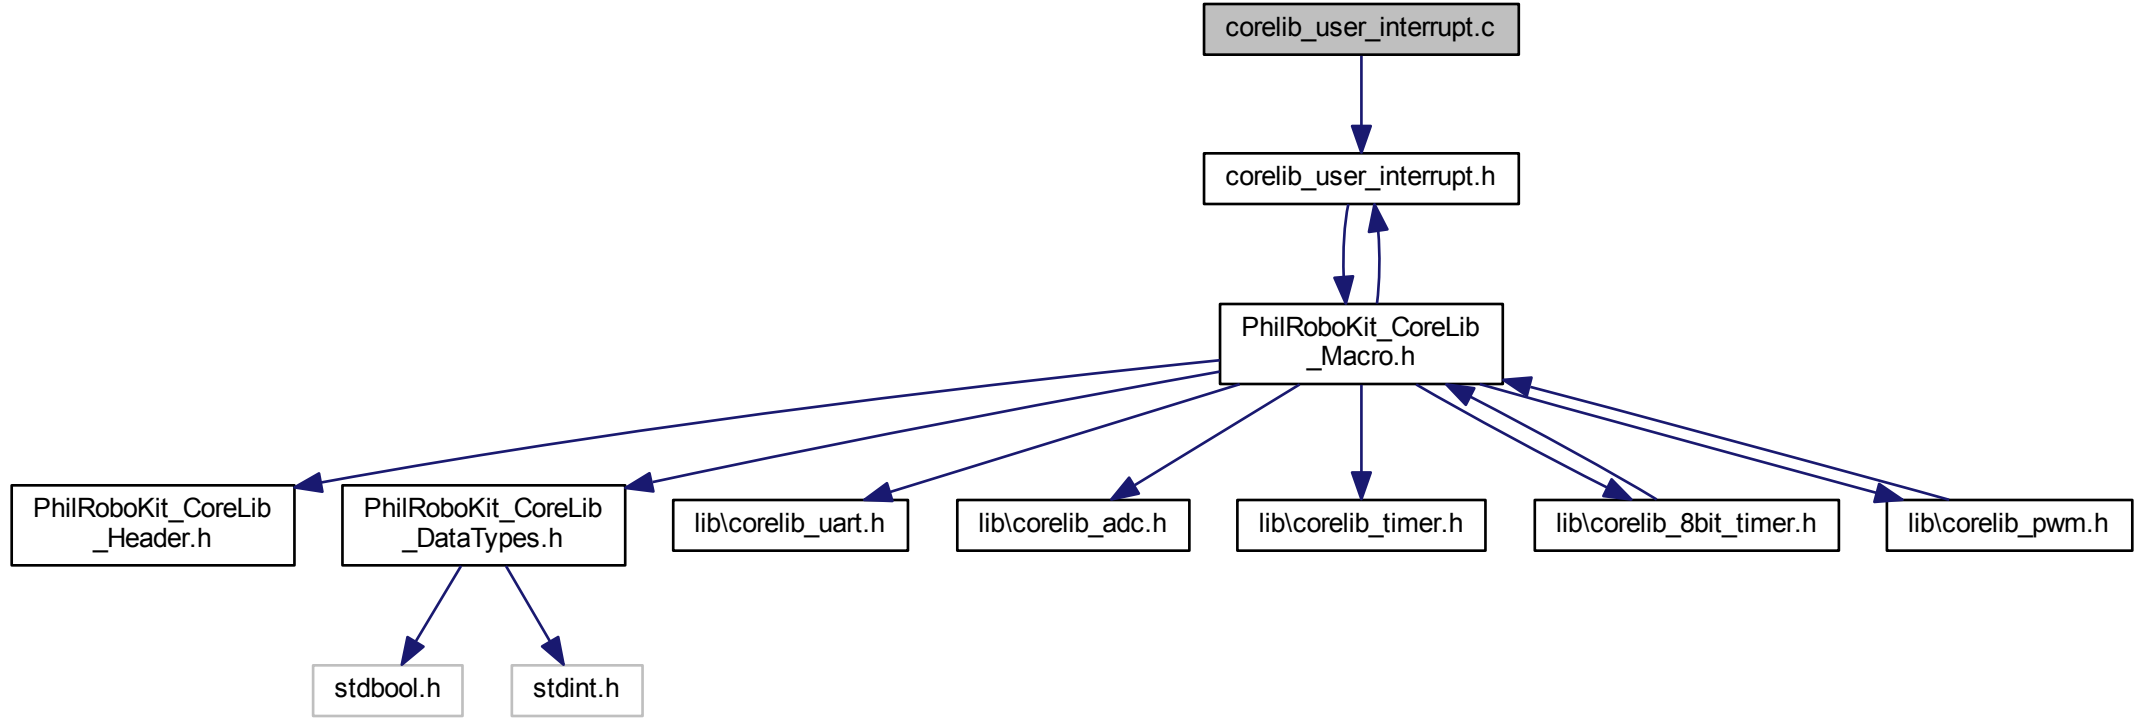 corelib_user_interrupt.c
corelib_user_interrupt.h
PhilRoboKit_CoreLib
_Macro.h
PhilRoboKit_CoreLib
_Header.h
PhilRoboKit_CoreLib
_DataTypes.h
lib\corelib_uart.h
lib\corelib_adc.h
lib\corelib_timer.h
lib\corelib_8bit_timer.h
lib\corelib_pwm.h
stdbool.h
stdint.h